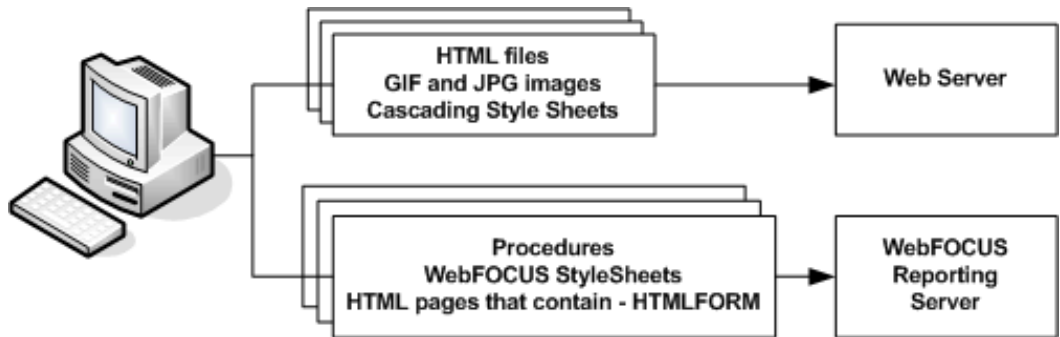 HTML files
GIF and JPG images
Cascading Style Sheets
Web Server
Procedures
WebFOCUS StyleSheets
HTML pages that contain - HTMLFORM
WebFOCUS
Reporting
Server